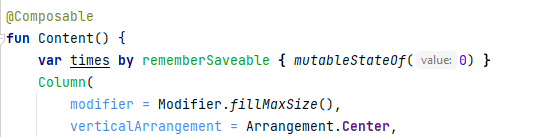 @Composable
fun Content() {
var times by rememberSaveable { mutableStateOf( value: 0) }
Column(
modifier = Modifier.fillMaxSize(),
verticalArrangement = Arrangement.Center,